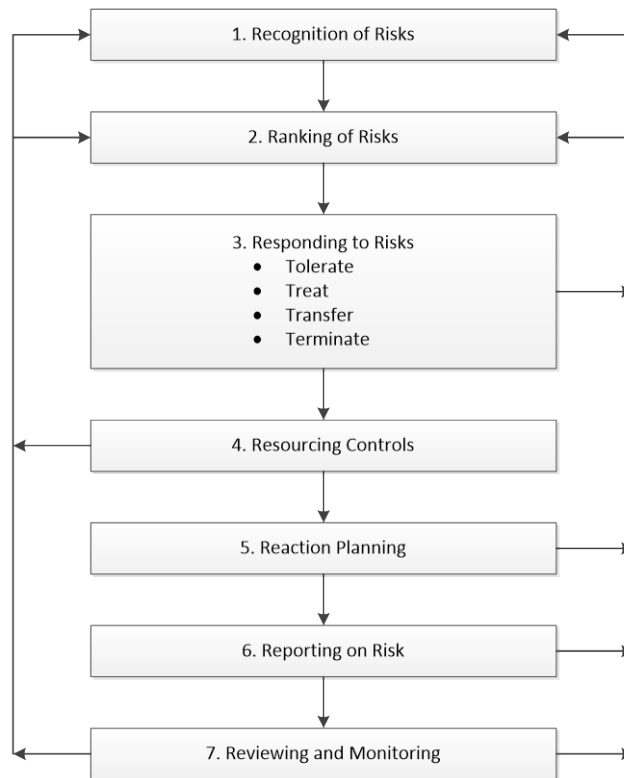 1. Recognition of Risks
2. Ranking of Risks
3. Responding to Risks
● Tolerate
● Treat
● Transfer
● Terminate
4. Resourcing Controls
5. Reaction Planning
6. Reporting on Risk
7. Reviewing and Monitoring